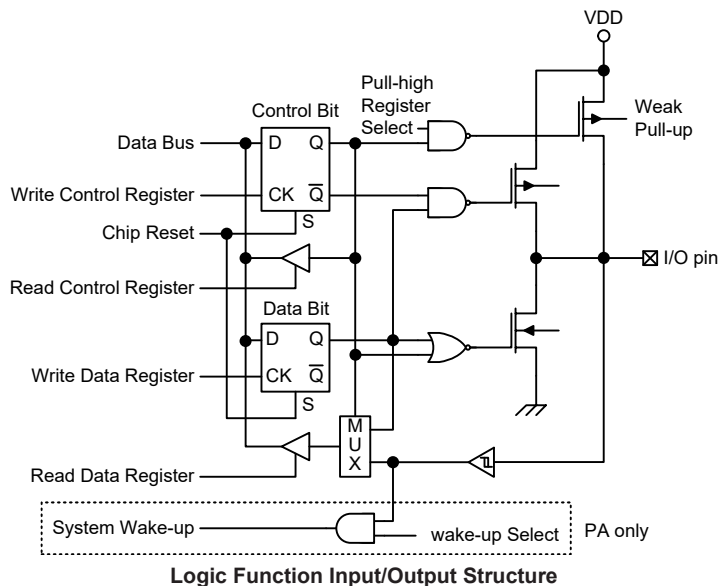 VDD
Pull-high
Register
Select
Weak
Pull-up
Control Bit
Data Bus
D
Q
Write Control Register
CK
Q
S
Chip Reset
I/O pin
Read Control Register
Data Bit
D
Q
Write Data Register
CK
Q
S
M
U
X
Read Data Register
System Wake-up
wake-up Select
PA only
Logic Function Input/Output Structure